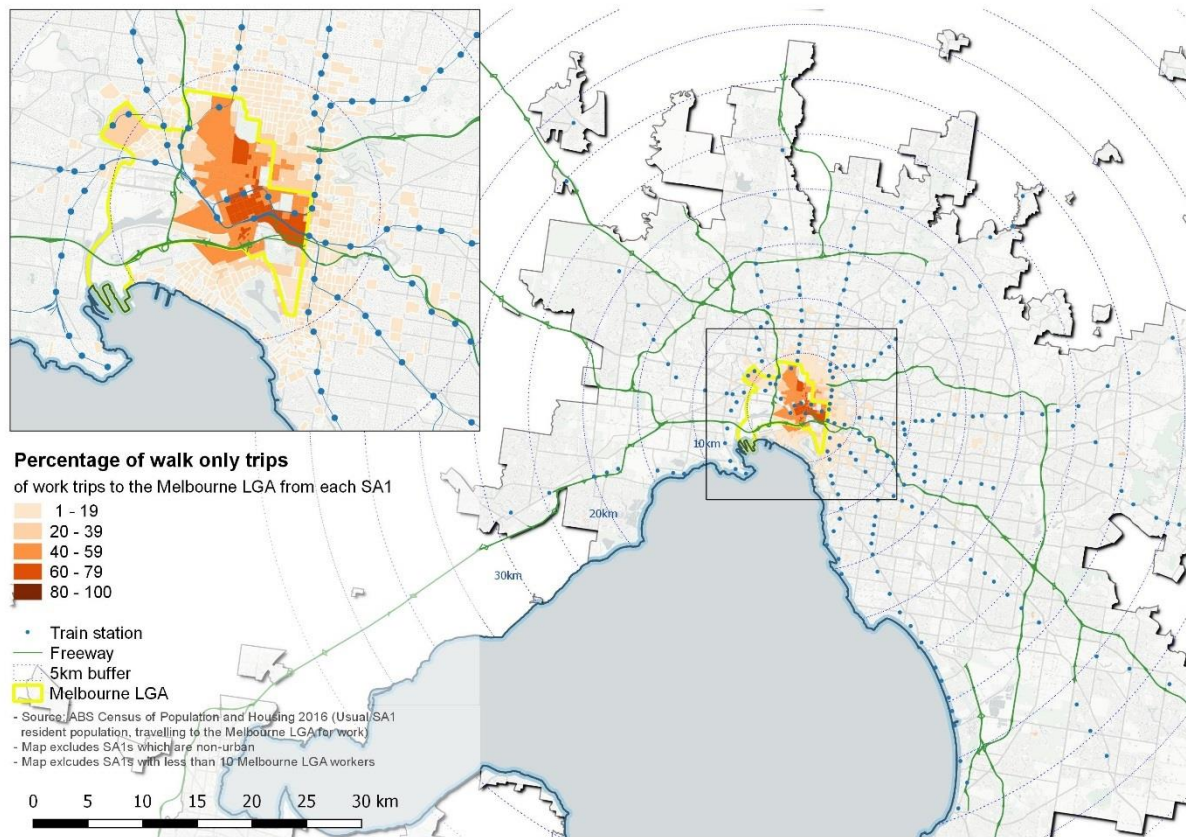 Percentage of walk only trips
of work trips to the Melbourne LGA from each SA1
1 - 19
20 - 39
40 - 59
60 - 79
80 - 100
Train station
Freeway
5km buffer
Melbourne LGA
- Source: ABS Census of Population and Housing 2016 (Usual SA1
resident population, travelling to the Melbourne LGA for work)
- Map excludes SA1s which are non-urban
- Map exlcudes SA1s with less than 10 Melbourne LGA workers
0 5 10 15 20 25 30 km
10km
20km
30km